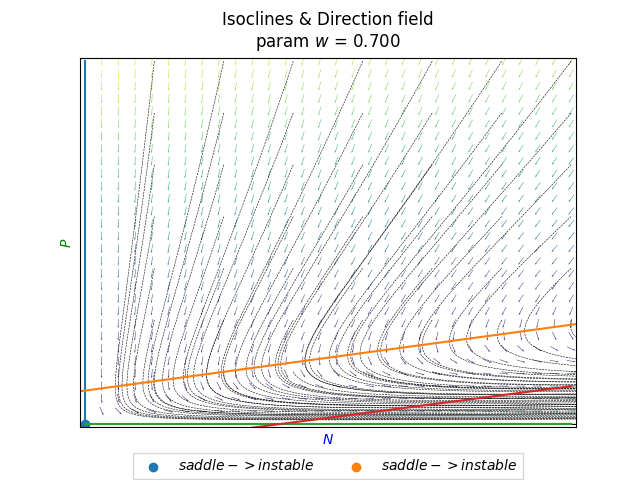 Isoclines & Direction field
param w = 0.700
P
N
saddle−>instable
saddle−>instable